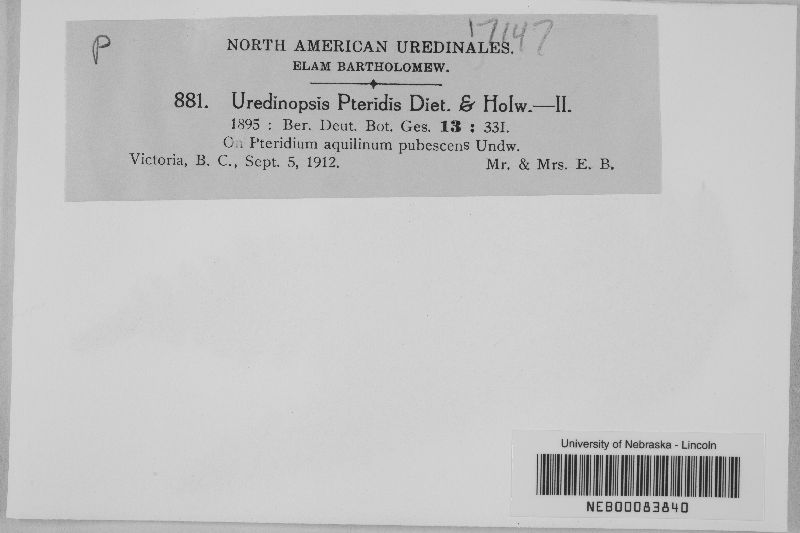 P
17147
NORTH AMERICAN UREDINALES.
ELAM BARTHOLOMEW.
881. Uredinopsis Pteridis Diet. & Holw.—II.
1895 : Ber. Deut. Bot. Ges. 13 : 331.
On Pteridium aquilinum pubescens Undw.
Victoria, B. C., Sept. 5, 1912. Mr. & Mrs. E. B.
University of Nebraska - Lincoln
NEB00083840